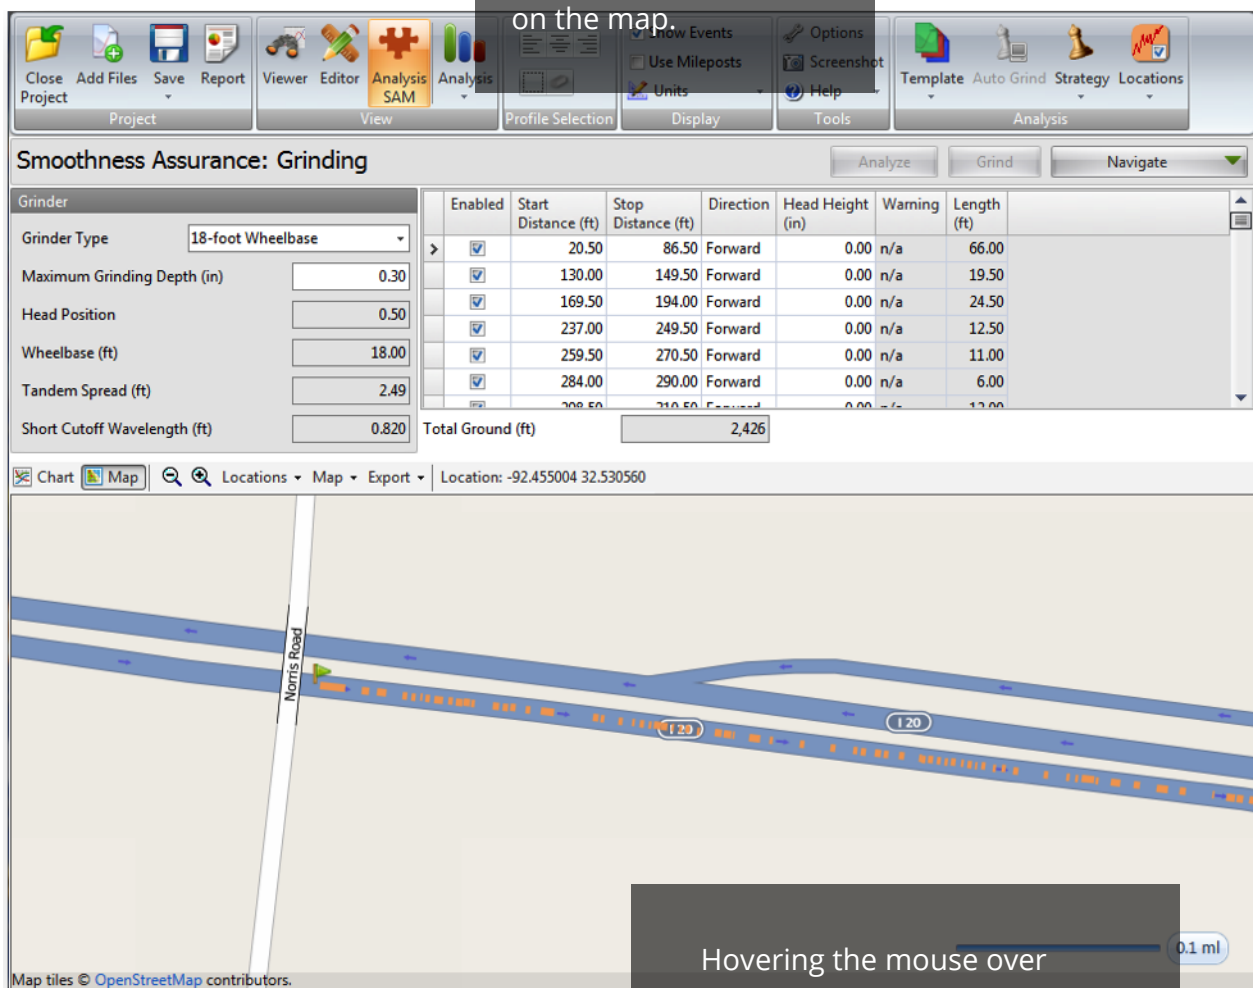 on the map.
Show Events
Options
Use Mileposts
Screenshot
Units
Help
Close Project
Add Files
Save
Report
Viewer
Editor
Analysis SAM
Analysis
Template
Auto Grind
Strategy
Locations
Project
View
Profile Selection
Display
Tools
Analysis
Smoothness Assurance: Grinding
Analyze
Grind
Navigate
Grinder
Grinder Type 18-foot Wheelbase
Maximum Grinding Depth (in) 0.30
Head Position 0.50
Wheelbase (ft) 18.00
Tandem Spread (ft) 2.49
Short Cutoff Wavelength (ft) 0.820
Enabled Start Distance (ft) Stop Distance (ft) Direction Head Height (in) Warning Length (ft)
20.50 86.50 Forward 0.00 n/a 66.00
130.00 149.50 Forward 0.00 n/a 19.50
169.50 194.00 Forward 0.00 n/a 24.50
237.00 249.50 Forward 0.00 n/a 12.50
259.50 270.50 Forward 0.00 n/a 11.00
284.00 290.00 Forward 0.00 n/a 6.00
Total Ground (ft) 2,426
Chart Map Locations Map Export Location: -92.455004 32.530560
Norris Road
I 20
I 20
0.1 ml
Hovering the mouse over
Map tiles © OpenStreetMap contributors.